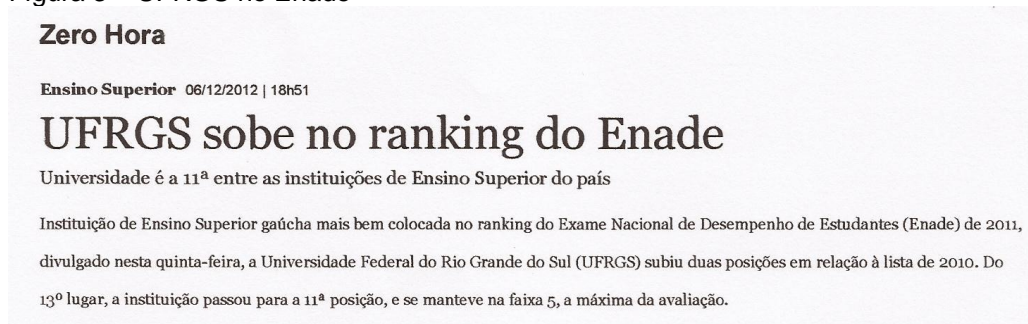 Zero Hora
Ensino Superior 06/12/2012 | 18h51
UFRGS sobe no ranking do Enade
Universidade é a 11ª entre as instituições de Ensino Superior do país
Instituição de Ensino Superior gaúcha mais bem colocada no ranking do Exame Nacional de Desempenho de Estudantes (Enade) de 2011,
divulgado nesta quinta-feira, a Universidade Federal do Rio Grande do Sul (UFRGS) subiu duas posições em relação à lista de 2010. Do
13º lugar, a instituição passou para a 11ª posição, e se manteve na faixa 5, a máxima da avaliação.